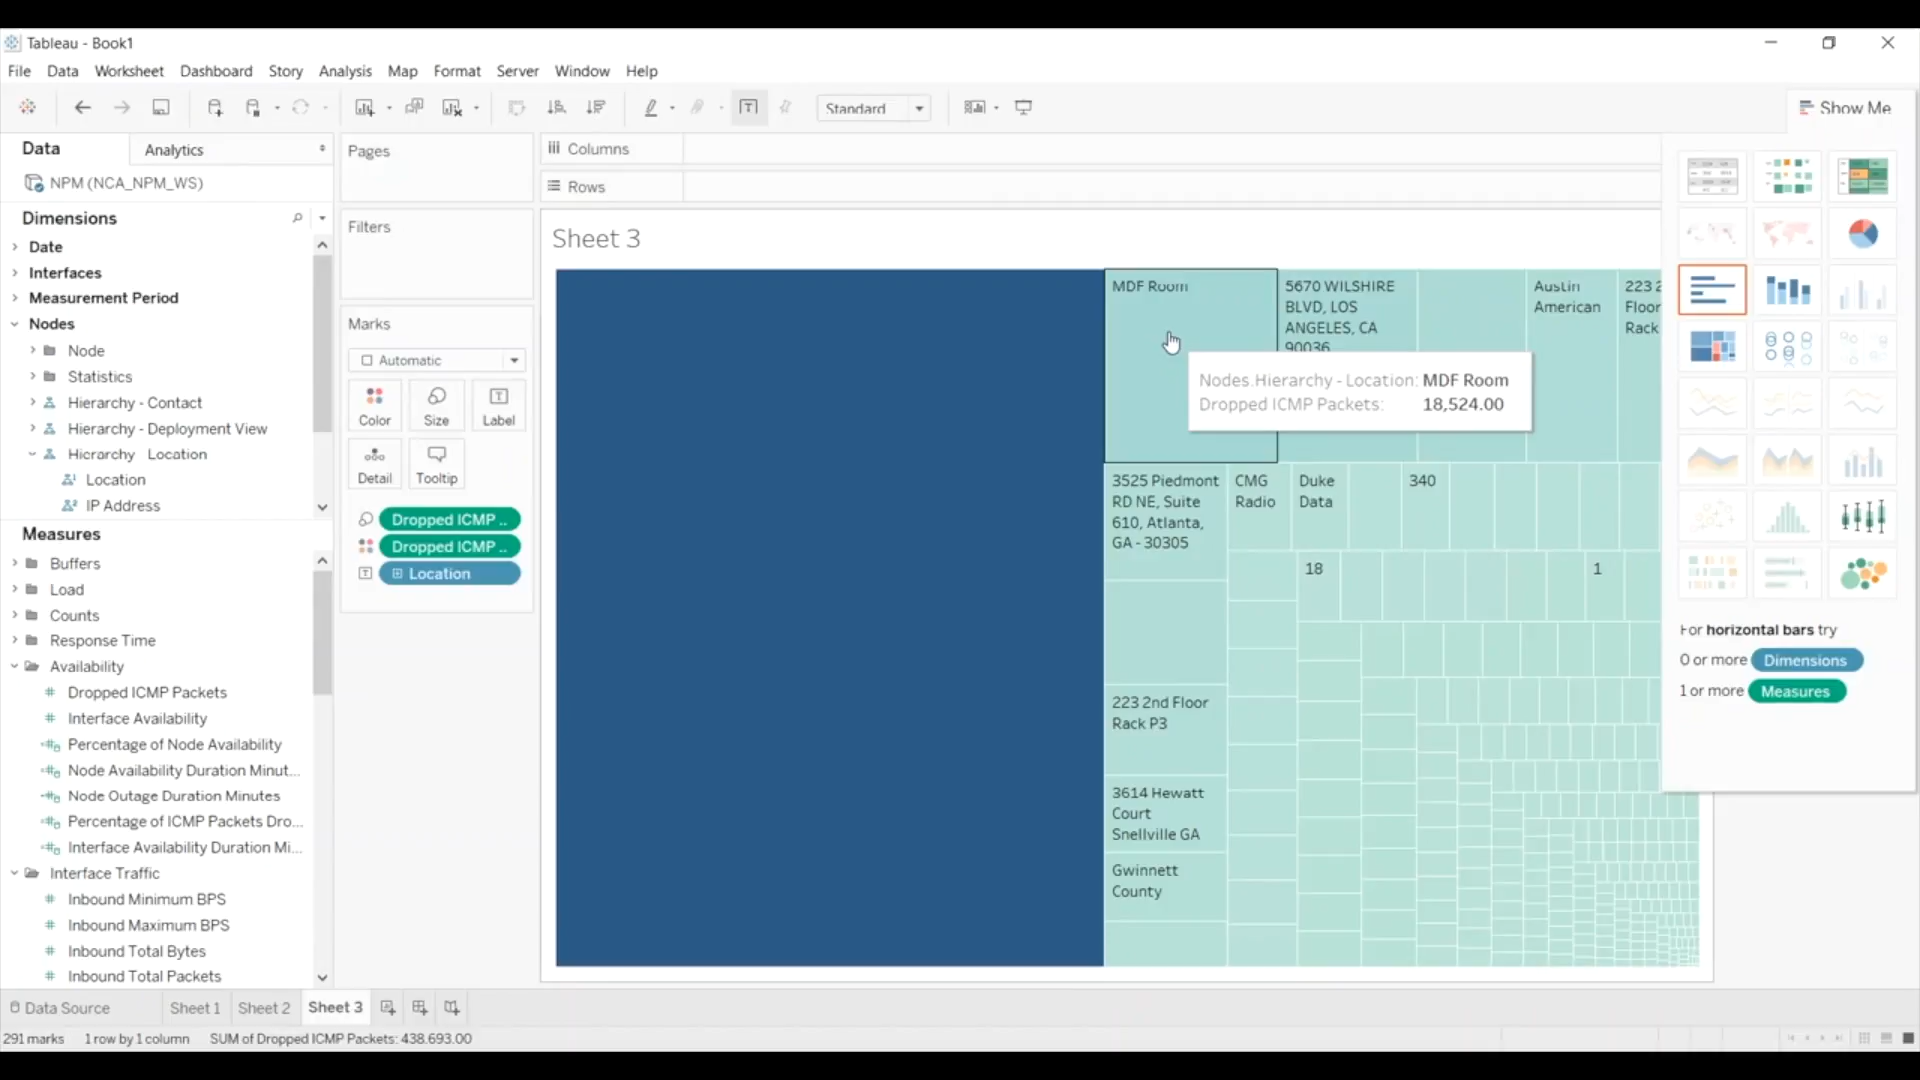 Tableau - Book1
File Data Worksheet Dashboard Story Analysis Map Format Server Window Help
Standard
Show Me
Data
Analytics
NPM (NCA_NPM_WS)
Dimensions
Date
Interfaces
Measurement Period
Nodes
Node
Statistics
Hierarchy - Contact
Hierarchy - Deployment View
Hierarchy Location
Location
IP Address
Measures
Buffers
Load
Counts
Response Time
Availability
Dropped ICMP Packets
Interface Availability
Percentage of Node Availability
Node Availability Duration Minut...
Node Outage Duration Minutes
Percentage of ICMP Packets Dro...
Interface Availability Duration Mi...
Interface Traffic
Inbound Minimum BPS
Inbound Maximum BPS
Inbound Total Bytes
Inbound Total Packets
Pages
Filters
Marks
Automatic
Color Size Label
Detail Tooltip
Dropped ICMP ..
Dropped ICMP ..
Location
Columns
Rows
Sheet 3
MDF Room
5670 WILSHIRE
BLVD, LOS
ANGELES, CA
90036
Austin
American
223 2
Floor
Rack
Nodes.Hierarchy - Location: MDF Room
Dropped ICMP Packets: 18,524.00
3525 Piedmont
RD NE, Suite
610, Atlanta,
GA - 30305
CMG
Radio
Duke
Data
340
18
1
223 2nd Floor
Rack P3
3614 Hewatt
Court
Snellville GA
Gwinnett
County
For horizontal bars try
0 or more Dimensions
1 or more Measures
Data Source Sheet 1 Sheet 2 Sheet 3
291 marks 1 row by 1 column SUM of Dropped ICMP Packets: 438,693.00